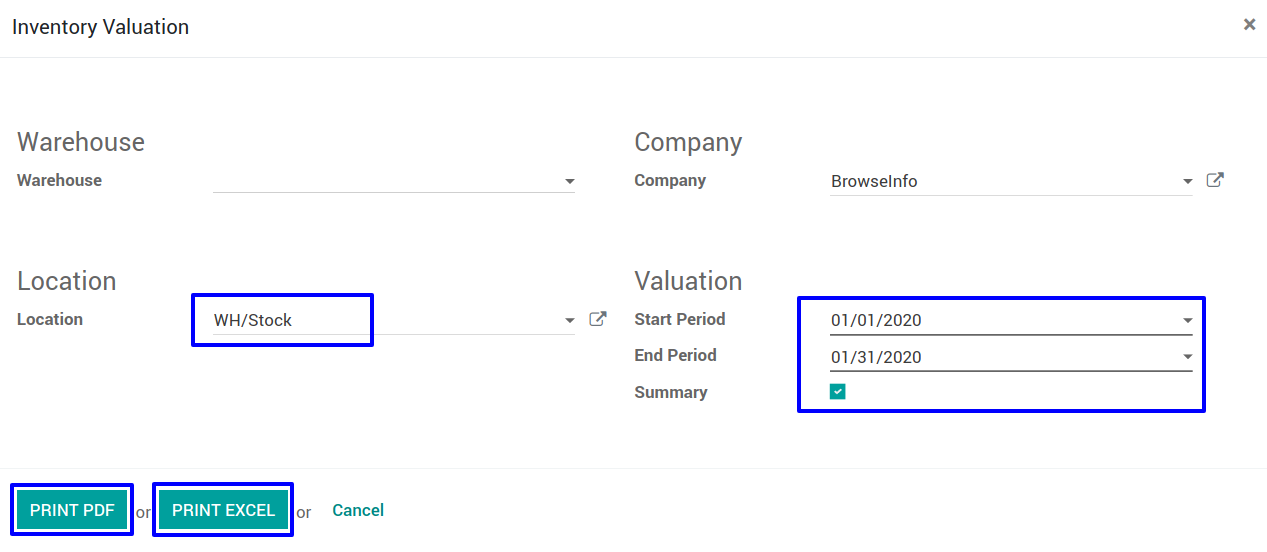 Inventory Valuation
×
Warehouse
Warehouse
Company
Company BrowseInfo
Location
Location WH/Stock
Valuation
Start Period 01/01/2020
End Period 01/31/2020
Summary
PRINT PDF or PRINT EXCEL or Cancel